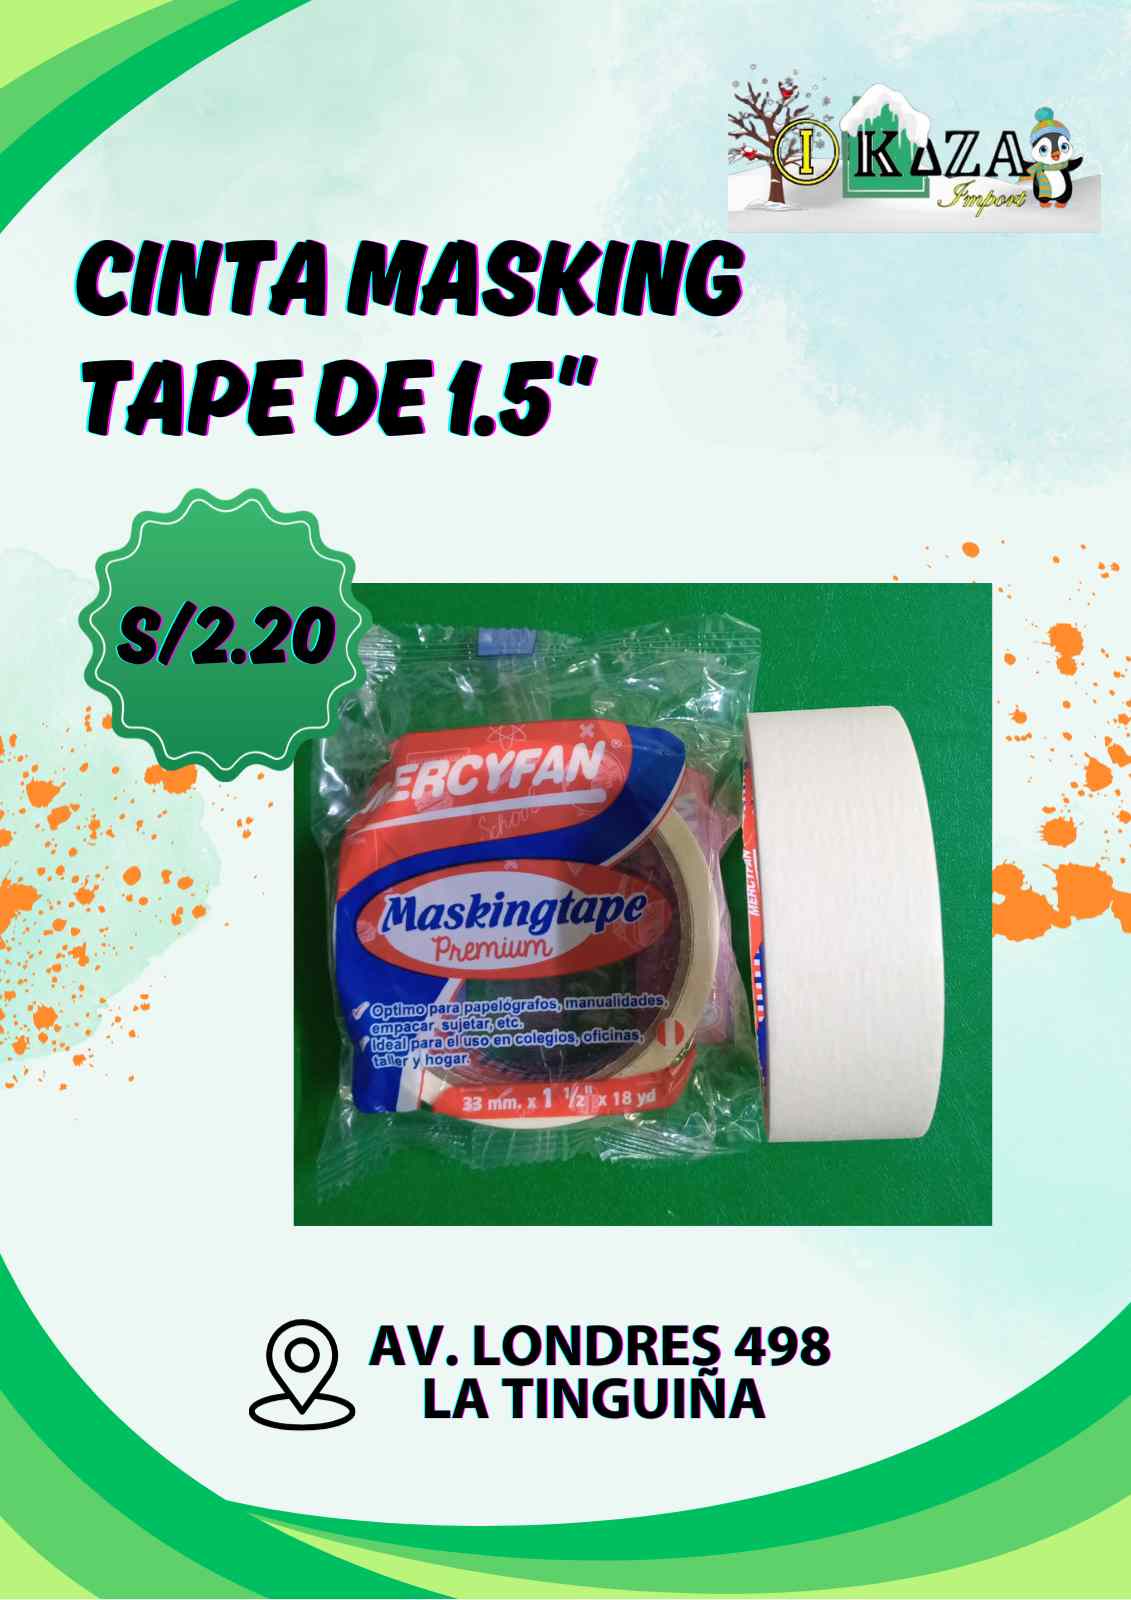 I KAZA
Import
CINTA MASKING
TAPE DE 1.5"
S/2.20
MERCYFAN®
School
Maskingtape
Premium
Optimo para papelógrafos, manualidades,
empacar, sujetar, etc.
Ideal para el uso en colegios, oficinas,
taller y hogar.
33 mm. x 1 ½" x 18 yd
MERCYFAN
AV. LONDRES 498
LA TINGUIÑA